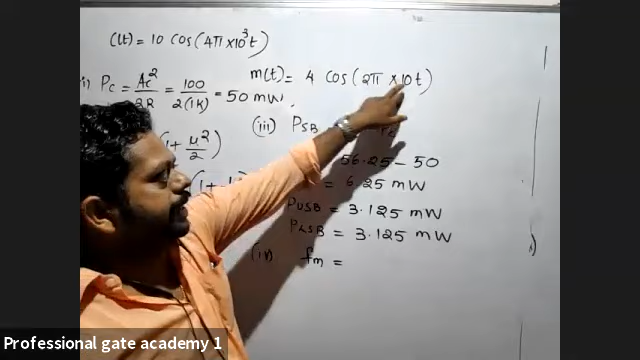 c(t) = 10 cos(4π×10³t)
m(t) = 4 cos(2π×10t)
i) Pc = Ac²/2R = 100/2(1K) = 50 mW.
1 + μ²/2
(iii) PSB
56.25 - 50
= 6.25 mW
PUSB = 3.125 mW
PLSB = 3.125 mW
(iv) fm =
Professional gate academy 1